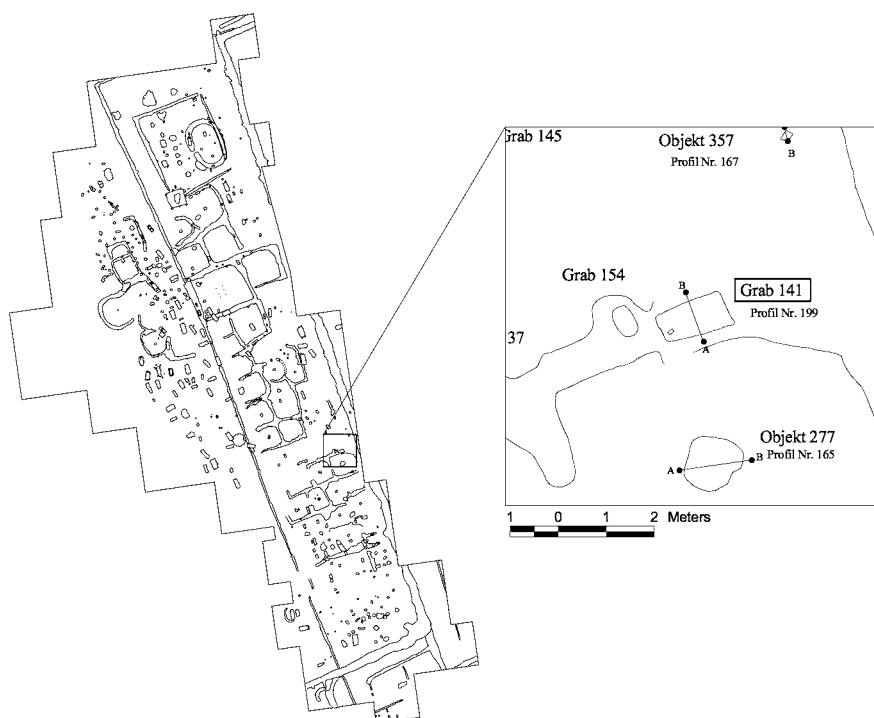 Grab 145
Objekt 357
Profil Nr. 167
B
Grab 154
B
Grab 141
Profil Nr. 199
37
A
Objekt 277
Profil Nr. 165
A
B
1 0 1 2 Meters